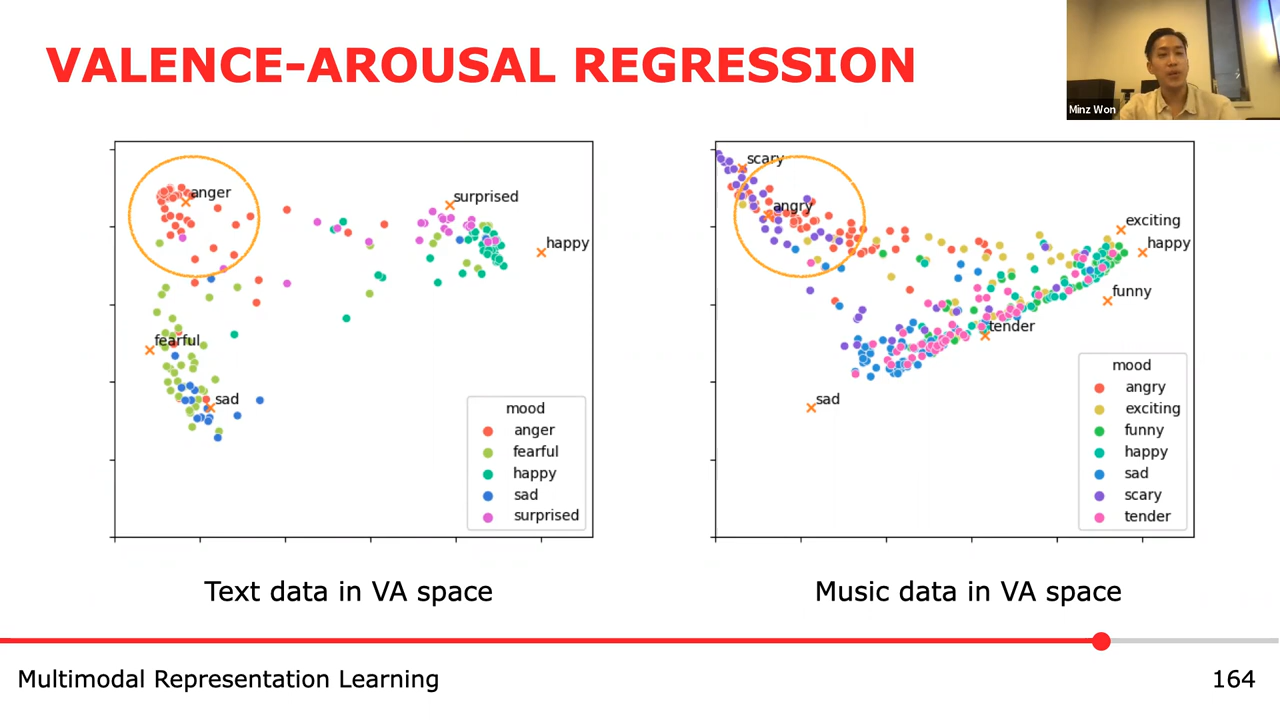 VALENCE-AROUSAL REGRESSION
Minz Won
anger
surprised
happy
fearful
sad
mood
anger
fearful
happy
sad
surprised
scary
angry
exciting
happy
funny
tender
sad
mood
angry
exciting
funny
happy
sad
scary
tender
Text data in VA space
Music data in VA space
Multimodal Representation Learning
164